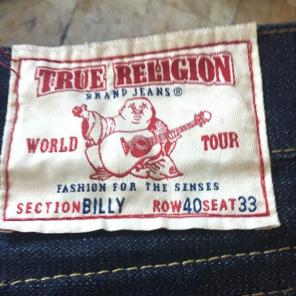 TRUE RELIGION
BRAND JEANS®
WORLD TOUR
FASHION FOR THE SENSES
SECTION BILLY ROW 40 SEAT 33